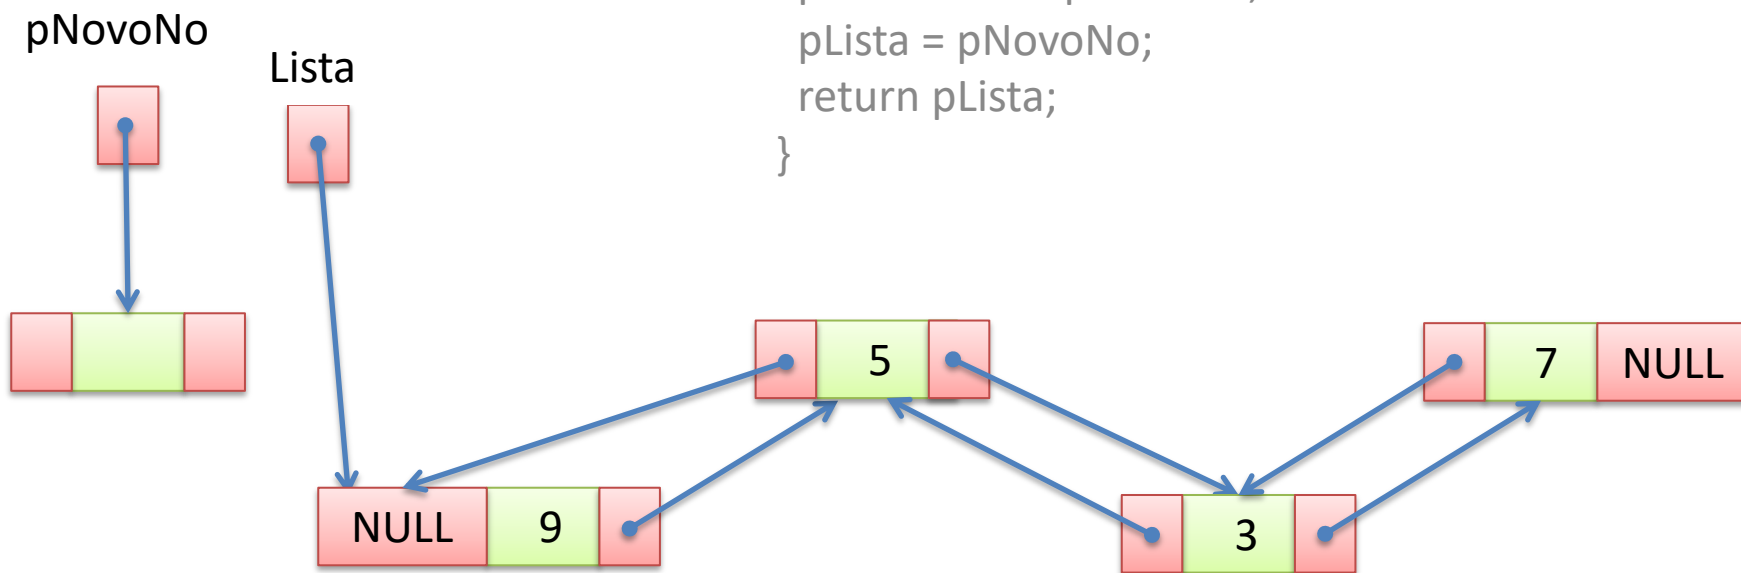 pNovoNo
Lista
pLista = pNovoNo;
return pLista;
}
5
7 NULL
NULL 9
3